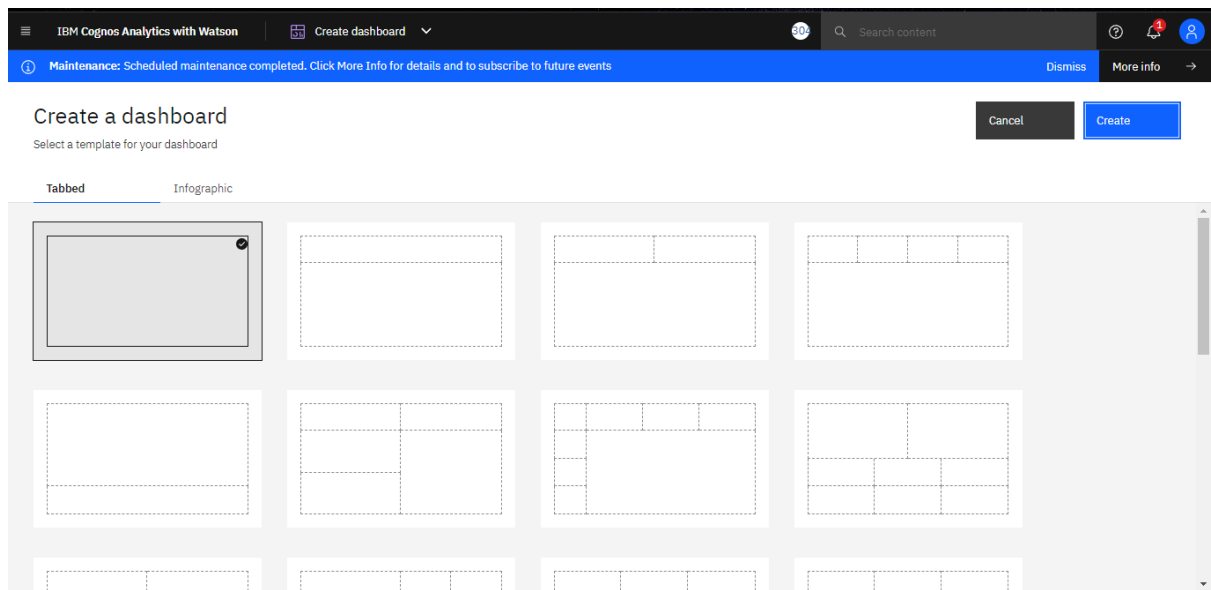 IBM Cognos Analytics with Watson
Create dashboard
304
Search content
1
Maintenance: Scheduled maintenance completed. Click More Info for details and to subscribe to future events
Dismiss
More info
Create a dashboard
Select a template for your dashboard
Cancel
Create
Tabbed
Infographic